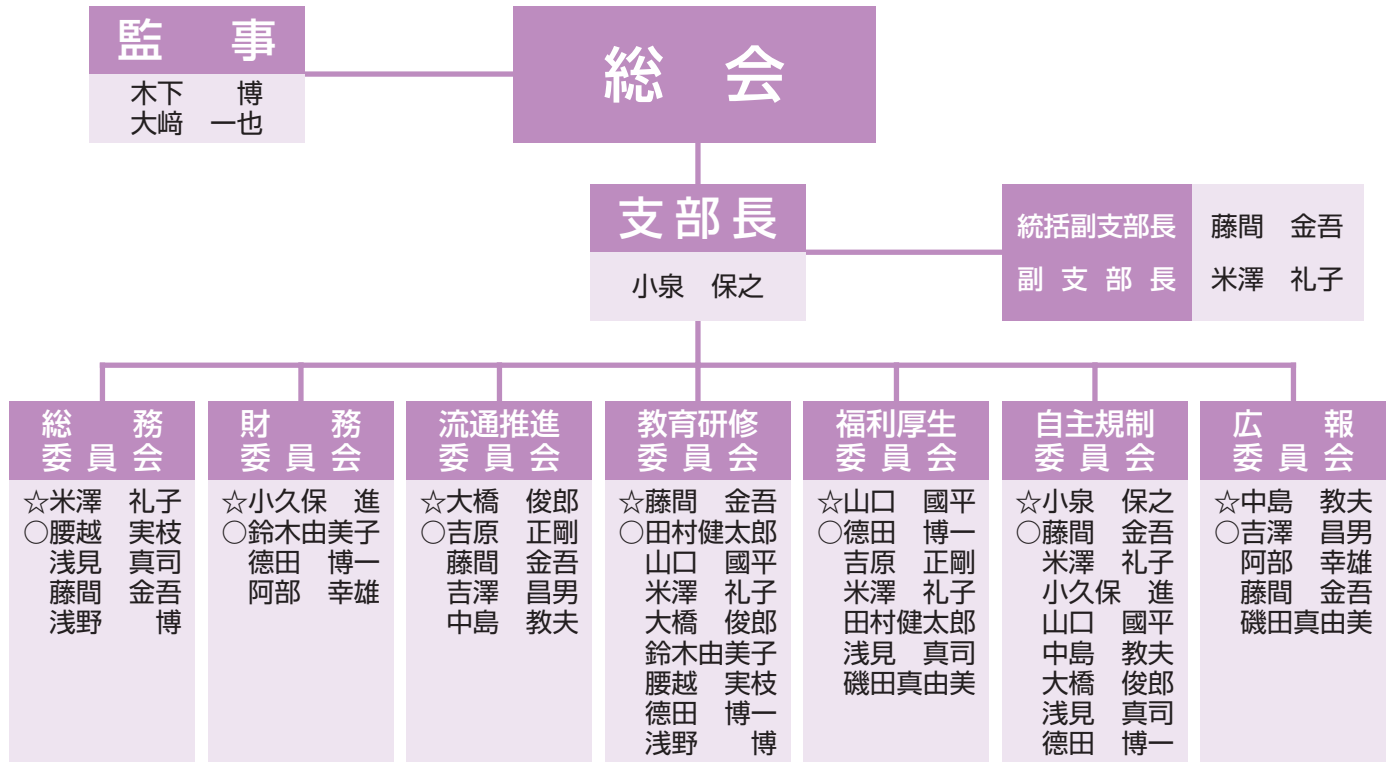 監　事
木下　　博
大﨑　一也
総　会
支部長
小泉　保之
統括副支部長　藤間　金吾
副支部長　米澤　礼子
総　務
委員会
☆米澤　礼子
○腰越　実枝
浅見　真司
藤間　金吾
浅野　　博
財　務
委員会
☆小久保　進
○鈴木由美子
德田　博一
阿部　幸雄
流通推進
委員会
☆大橋　俊郎
○吉原　正剛
藤間　金吾
吉澤　昌男
中島　教夫
教育研修
委員会
☆藤間　金吾
○田村健太郎
山口　國平
米澤　礼子
大橋　俊郎
鈴木由美子
腰越　実枝
德田　博一
浅野　　博
福利厚生
委員会
☆山口　國平
○德田　博一
吉原　正剛
米澤　礼子
田村健太郎
浅見　真司
磯田真由美
自主規制
委員会
☆小泉　保之
○藤間　金吾
米澤　礼子
小久保　進
山口　國平
中島　教夫
大橋　俊郎
浅見　真司
德田　博一
広　報
委員会
☆中島　教夫
○吉澤　昌男
阿部　幸雄
藤間　金吾
磯田真由美